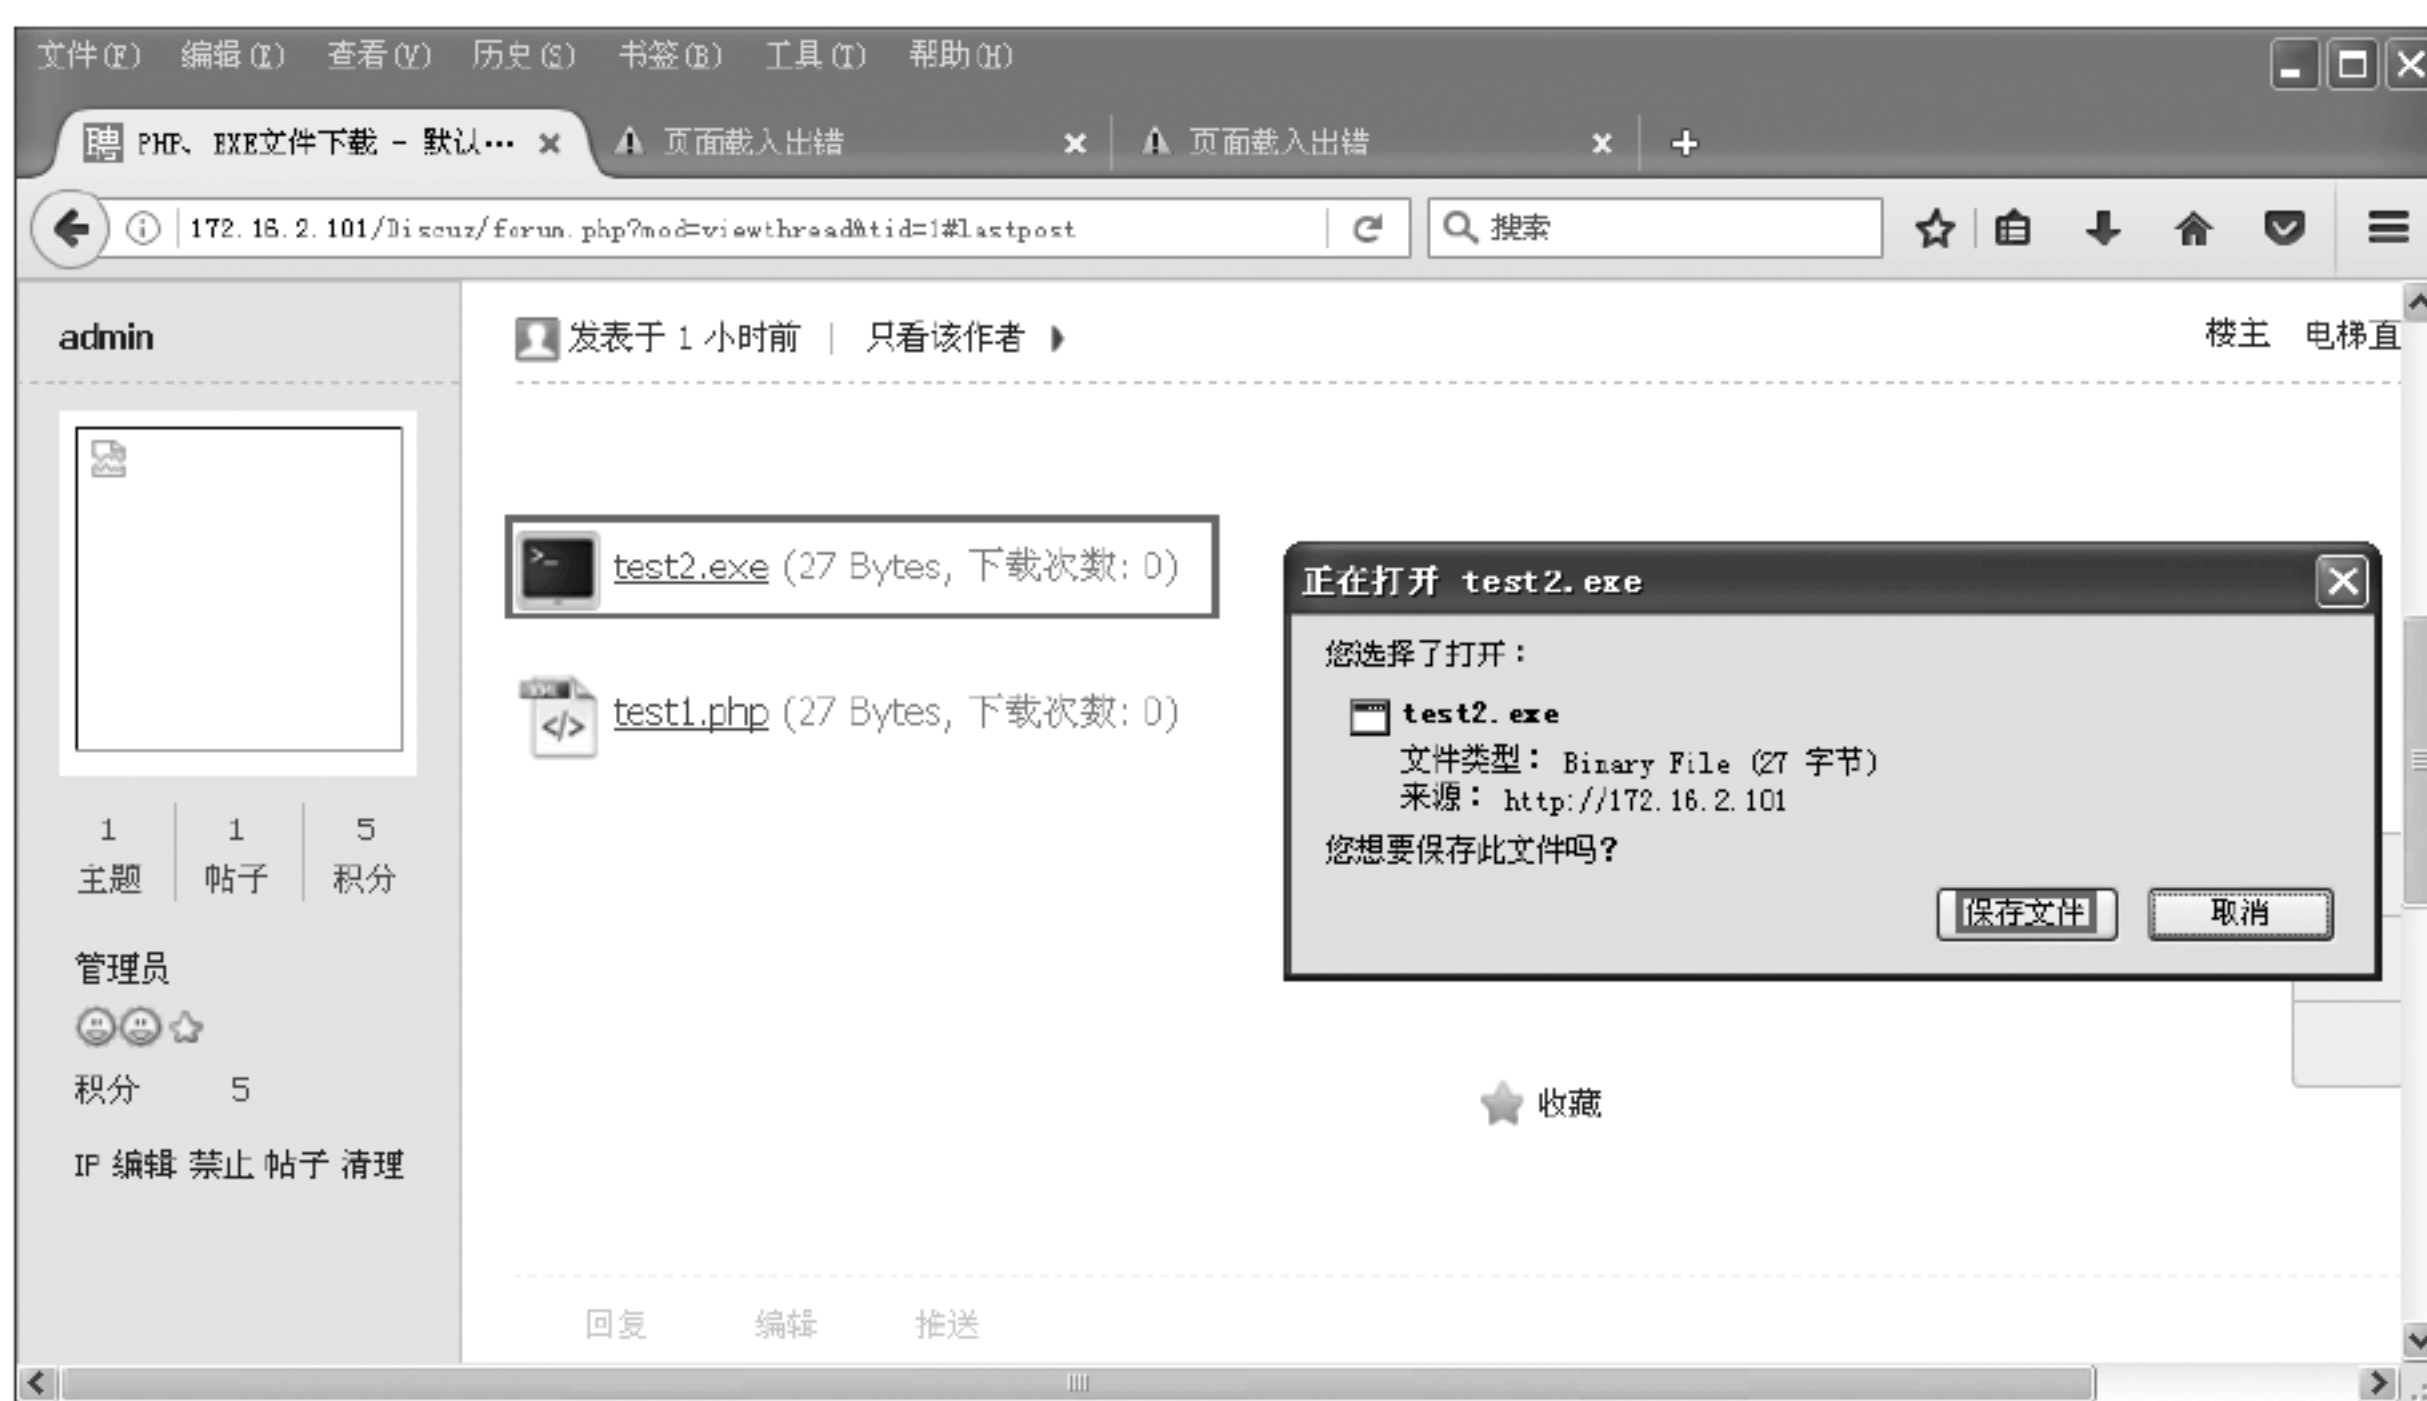 文件(F) 编辑(E) 查看(V) 历史(S) 书签(B) 工具(T) 帮助(H)
聘 PHP、EXE文件下载 - 默认… 页面载入出错 页面载入出错
172.16.2.101/Discuz/forum.php?mod=viewthread&tid=1#lastpost 搜索
admin
发表于 1 小时前 | 只看该作者
楼主 电梯直
test2.exe (27 Bytes, 下载次数: 0)
test1.php (27 Bytes, 下载次数: 0)
正在打开 test2.exe
您选择了打开：
test2.exe
文件类型： Binary File (27 字节)
来源： http://172.16.2.101
您想要保存此文件吗?
保存文件 取消
1 1 5
主题 帖子 积分
管理员
积分 5
IP 编辑 禁止 帖子 清理
收藏
回复 编辑 推送